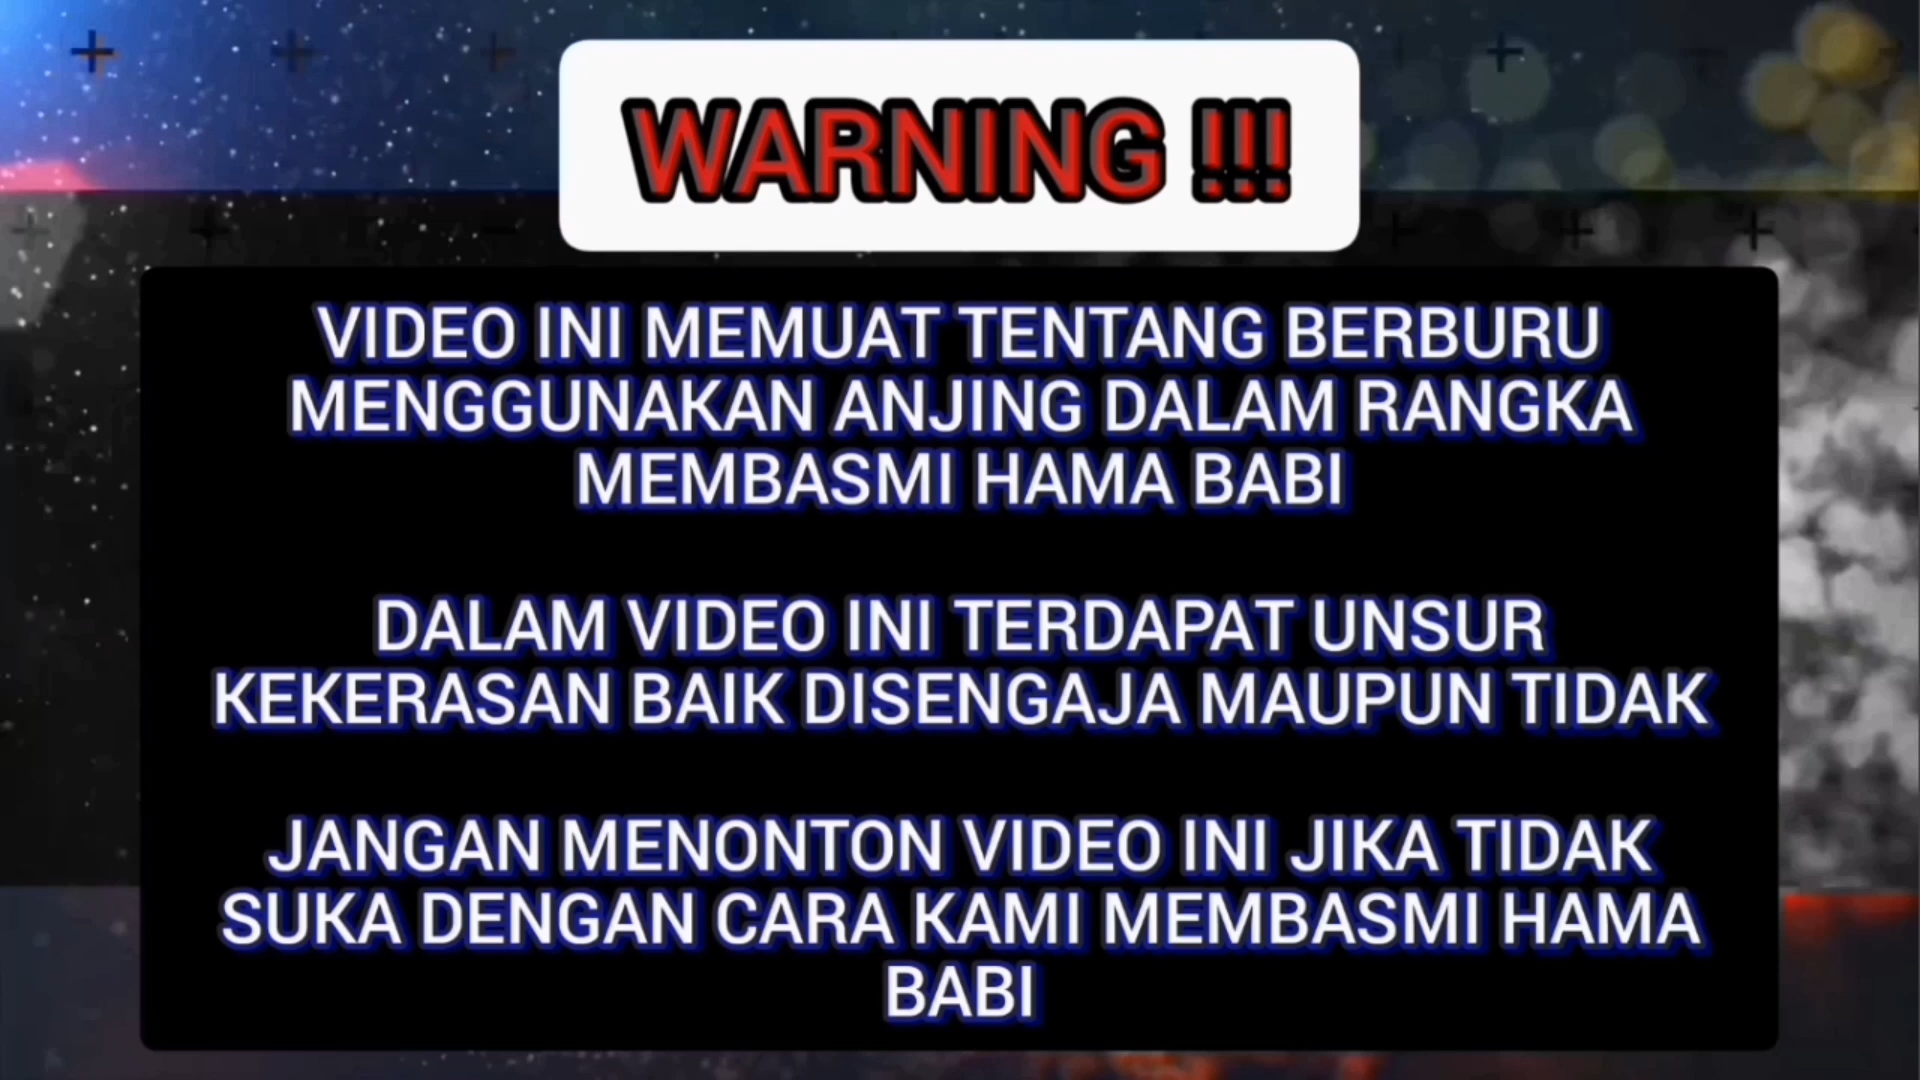 WARNING !!!
VIDEO INI MEMUAT TENTANG BERBURU
MENGGUNAKAN ANJING DALAM RANGKA
MEMBASMI HAMA BABI
DALAM VIDEO INI TERDAPAT UNSUR
KEKERASAN BAIK DISENGAJA MAUPUN TIDAK
JANGAN MENONTON VIDEO INI JIKA TIDAK
SUKA DENGAN CARA KAMI MEMBASMI HAMA
BABI